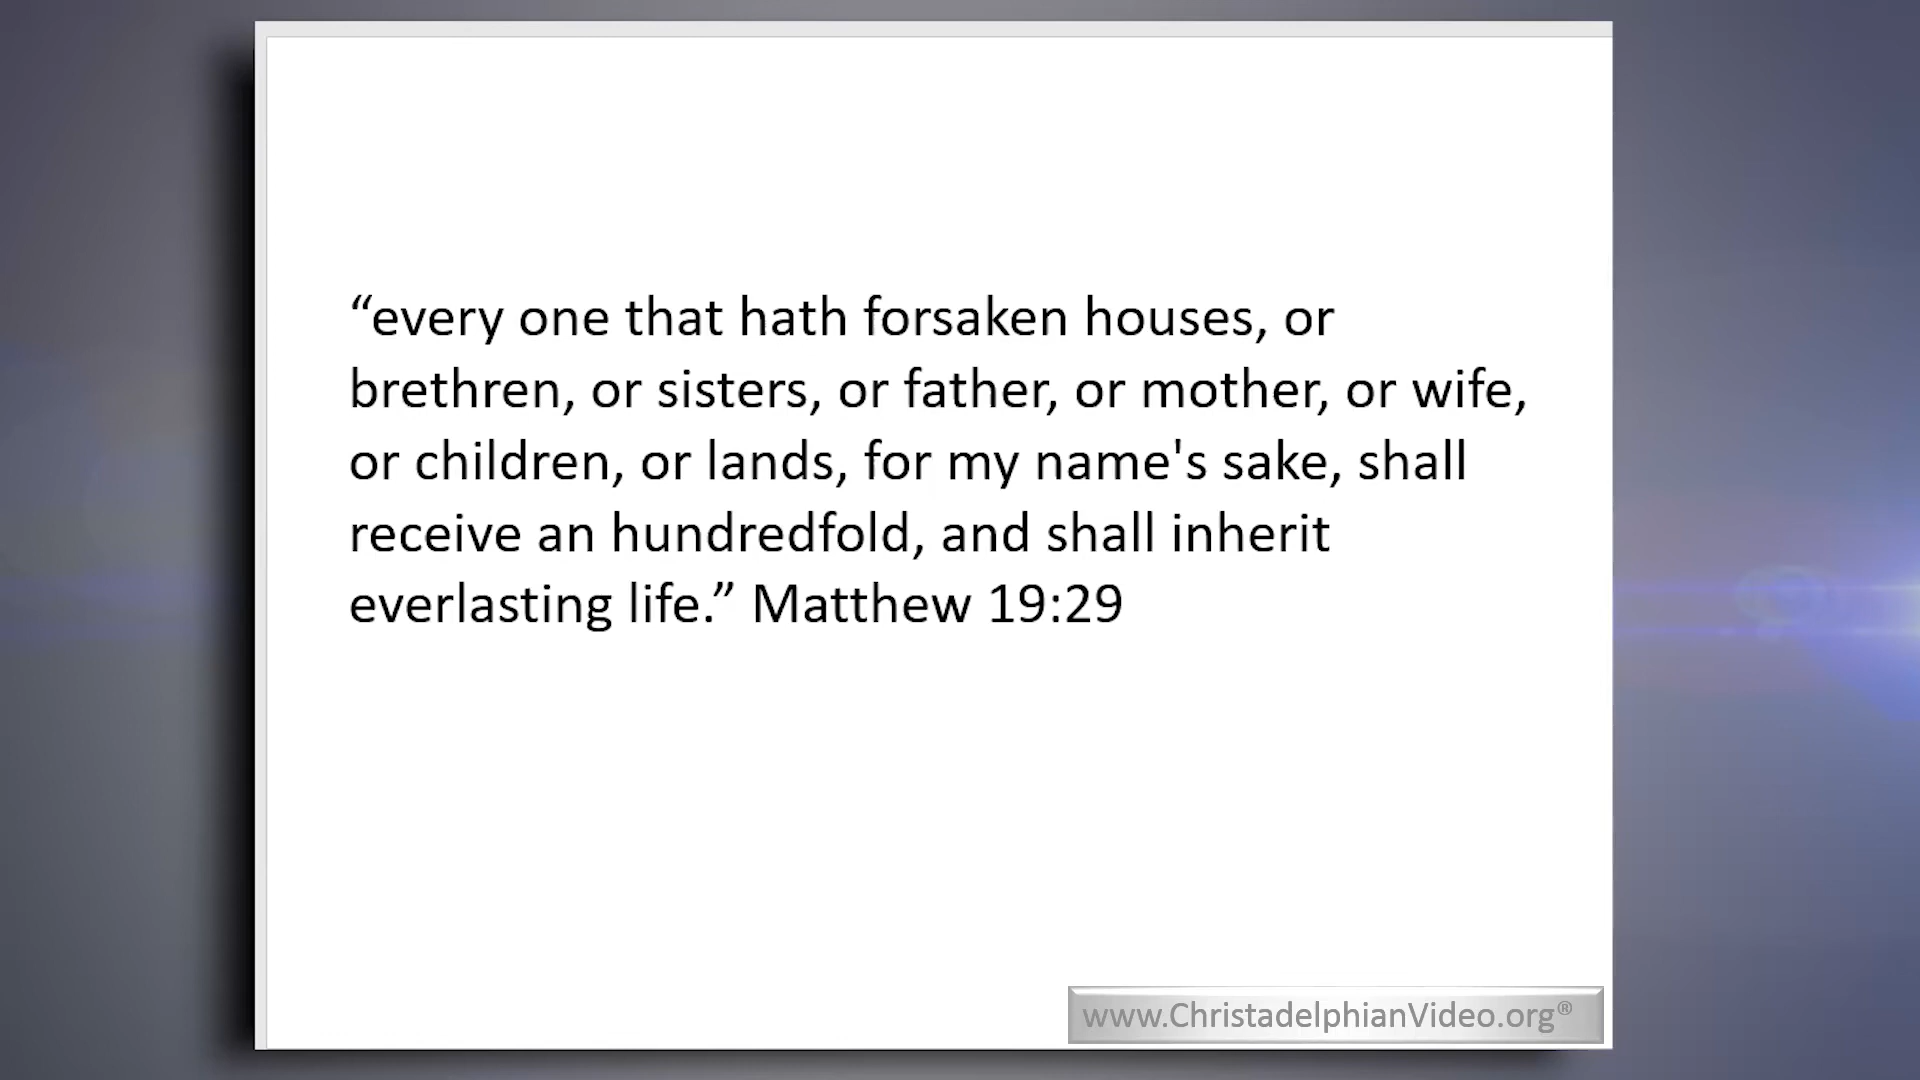 “every one that hath forsaken houses, or
brethren, or sisters, or father, or mother, or wife,
or children, or lands, for my name's sake, shall
receive an hundredfold, and shall inherit
everlasting life.” Matthew 19:29
www.ChristadelphianVideo.org®